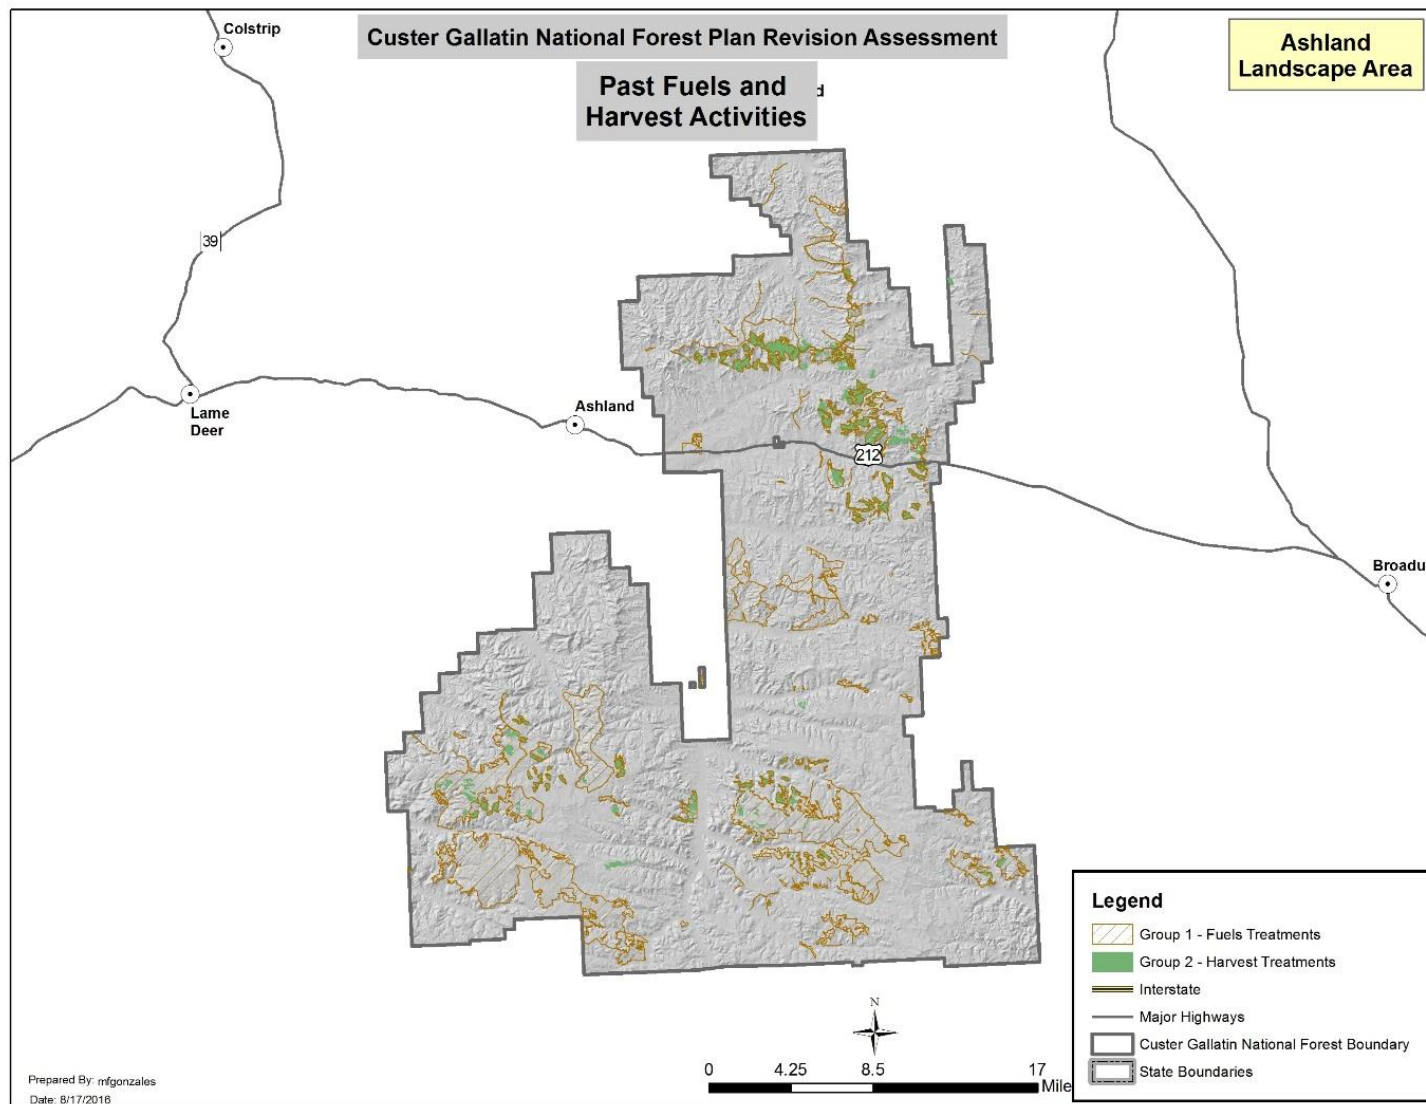 Colstrip
Custer Gallatin National Forest Plan Revision Assessment
Ashland
Landscape Area
Past Fuels and
Harvest Activities
d
39
Lame
Deer
Ashland
212
Broadu
Legend
Group 1 - Fuels Treatments
Group 2 - Harvest Treatments
Interstate
Major Highways
Custer Gallatin National Forest Boundary
State Boundaries
N
0 4.25 8.5 17
Mile
Prepared By: mfgonzales
Date: 8/17/2016